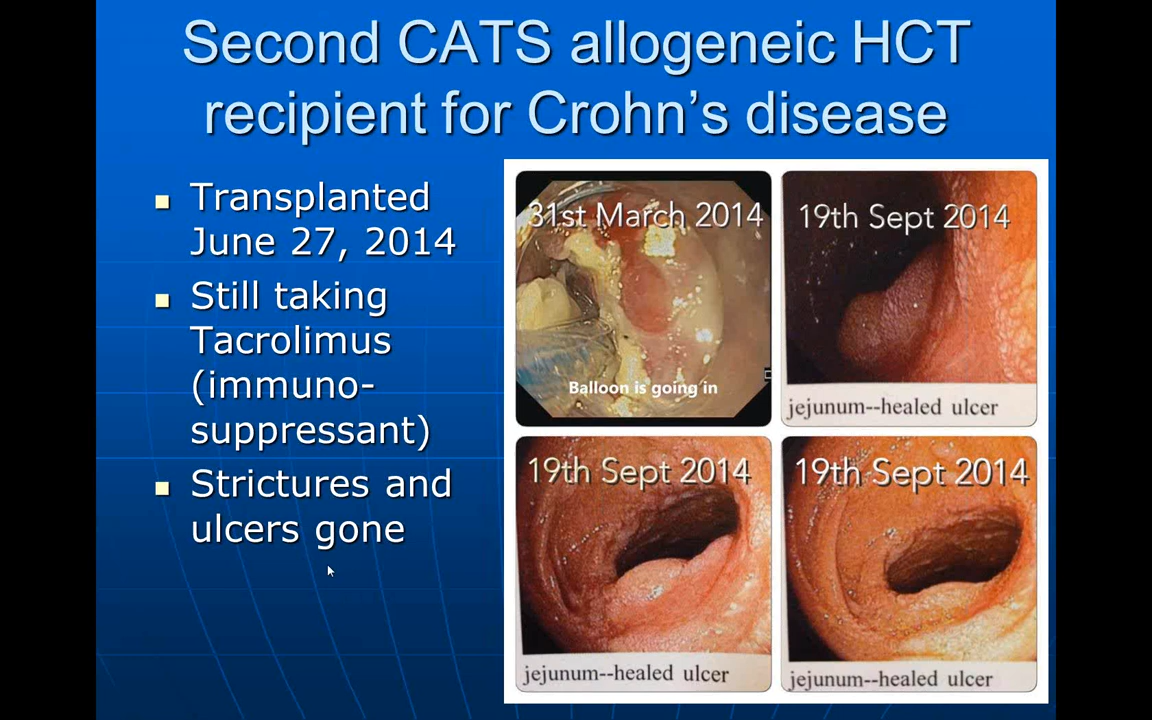 Second CATS allogeneic HCT
recipient for Crohn's disease
Transplanted
June 27, 2014
Still taking
Tacrolimus
(immuno-
suppressant)
Strictures and
ulcers gone
31st March 2014
Balloon is going in
19th Sept 2014
jejunum--healed ulcer
19th Sept 2014
jejunum--healed ulcer
19th Sept 2014
jejunum--healed ulcer